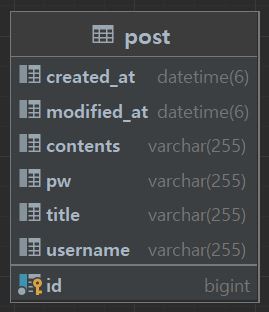 post
created_at datetime(6)
modified_at datetime(6)
contents varchar(255)
pw varchar(255)
title varchar(255)
username varchar(255)
id bigint